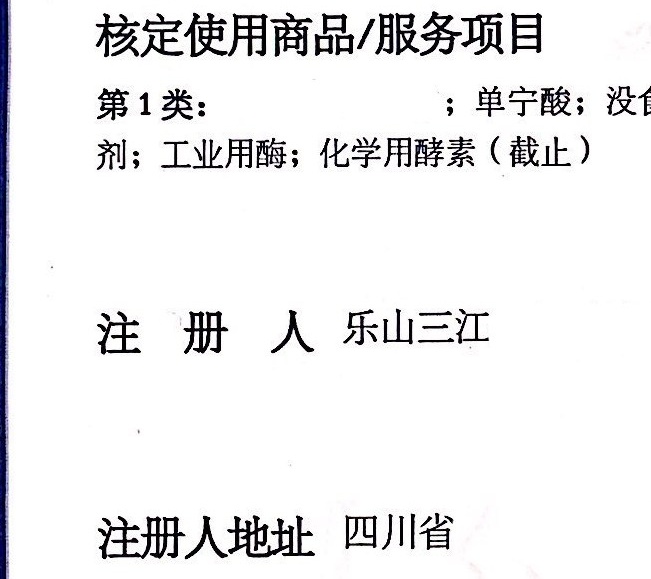 核定使用商品/服务项目
第1类： ；单宁酸；没
剂；工业用酶；化学用酵素（截止）
注 册 人 乐山三江
注册人地址 四川省